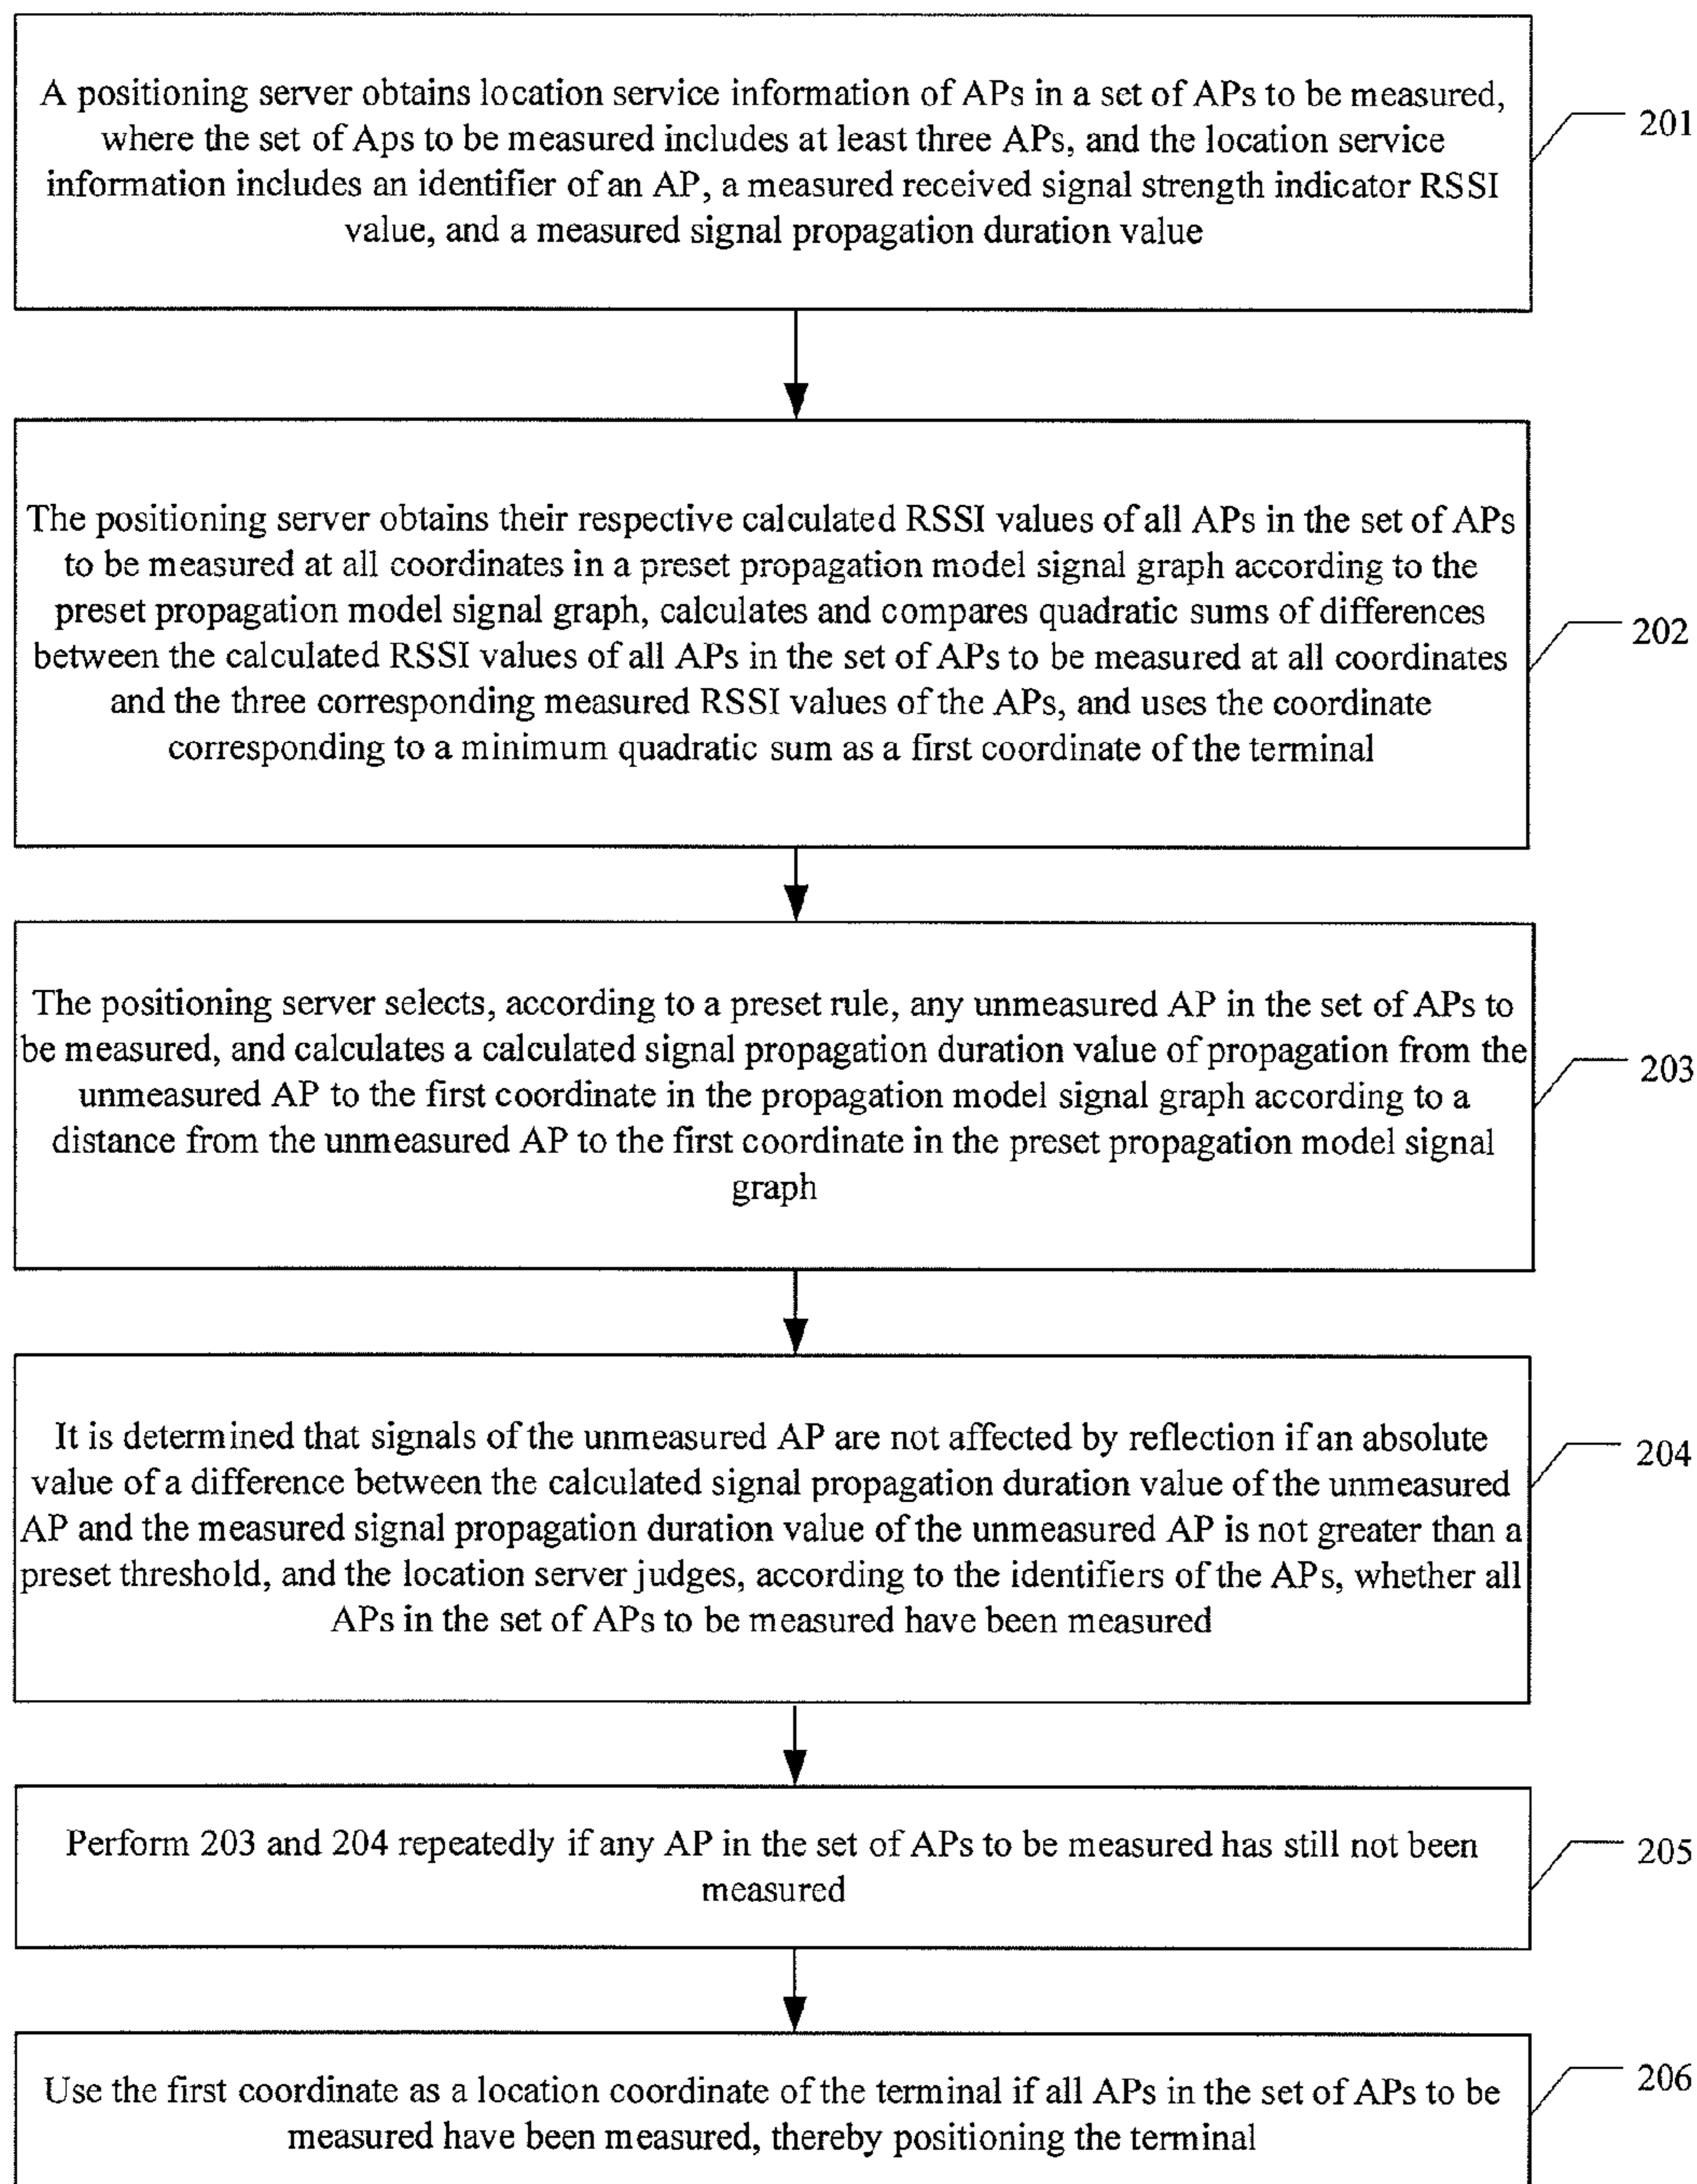 A positioning server obtains location service information of APs in a set of APs to be measured,
where the set of Aps to be measured includes at least three APs, and the location service
information includes an identifier of an AP, a measured received signal strength indicator RSSI
value, and a measured signal propagation duration value
201
The positioning server obtains their respective calculated RSSI values of all APs in the set of APs
to be measured at all coordinates in a preset propagation model signal graph according to the
preset propagation model signal graph, calculates and compares quadratic sums of differences
between the calculated RSSI values of all APs in the set of APs to be measured at all coordinates
and the three corresponding measured RSSI values of the APs, and uses the coordinate
corresponding to a minimum quadratic sum as a first coordinate of the terminal
202
The positioning server selects, according to a preset rule, any unmeasured AP in the set of APs to
be measured, and calculates a calculated signal propagation duration value of propagation from the
unmeasured AP to the first coordinate in the propagation model signal graph according to a
distance from the unmeasured AP to the first coordinate in the preset propagation model signal
graph
203
It is determined that signals of the unmeasured AP are not affected by reflection if an absolute
value of a difference between the calculated signal propagation duration value of the unmeasured
AP and the measured signal propagation duration value of the unmeasured AP is not greater than a
preset threshold, and the location server judges, according to the identifiers of the APs, whether all
APs in the set of APs to be measured have been measured
204
Perform 203 and 204 repeatedly if any AP in the set of APs to be measured has still not been
measured
205
Use the first coordinate as a location coordinate of the terminal if all APs in the set of APs to be
measured have been measured, thereby positioning the terminal
206